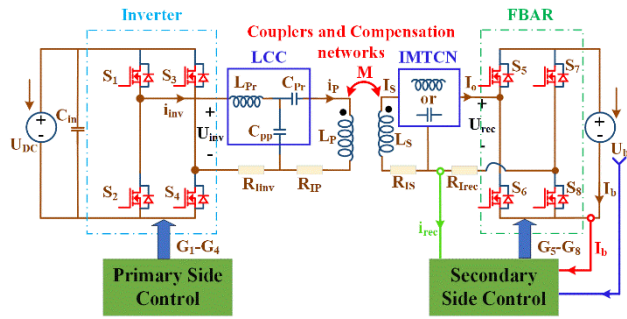 Inverter
Couplers and Compensation
networks
FBAR
LCC
IMTCN
S1
S3
LPr
CPr
iP
M
IS
Io
S5
S7
UDC
Cin
iinv
+
Uinv
-
Cpp
LP
LS
or
+
Urec
-
S2
S4
RIinv
RIP
RIS
RIrec
S6
S8
Ib
irec
G1-G4
G5-G8
Ib
Primary Side
Control
Secondary
Side Control